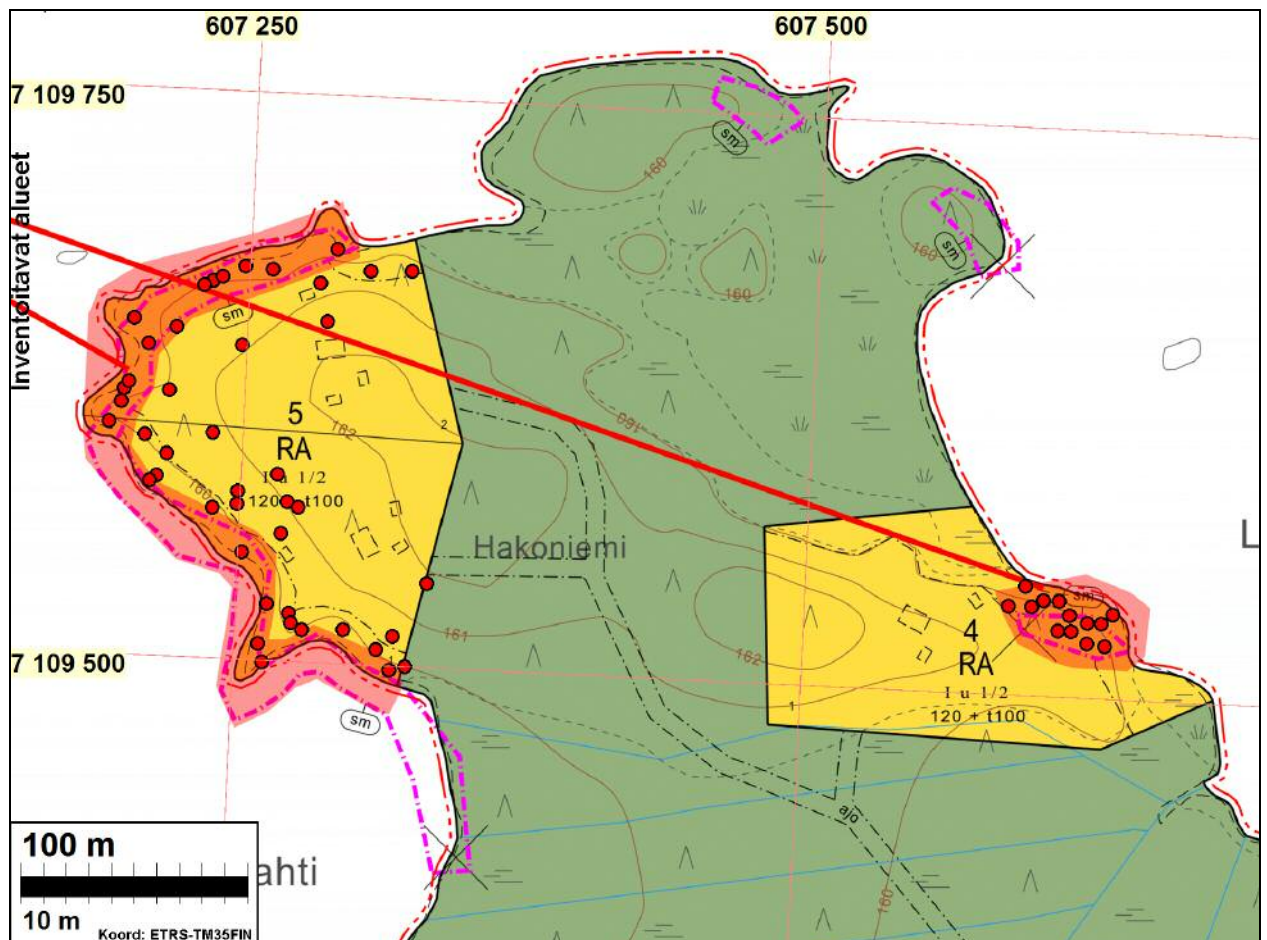 607 250
607 500
7 109 750
160
sm
sm
160
160
Inventoitavat alueet
sm
5
2
RA
162
160
I u 1/2
120 + t100
160
Hakoniemi
L
sm
161
4
RA
162
7 109 500
I u 1/2
1
120 + t100
sm
ajo
100 m
ahti
160
10 m
Koord: ETRS-TM35FIN